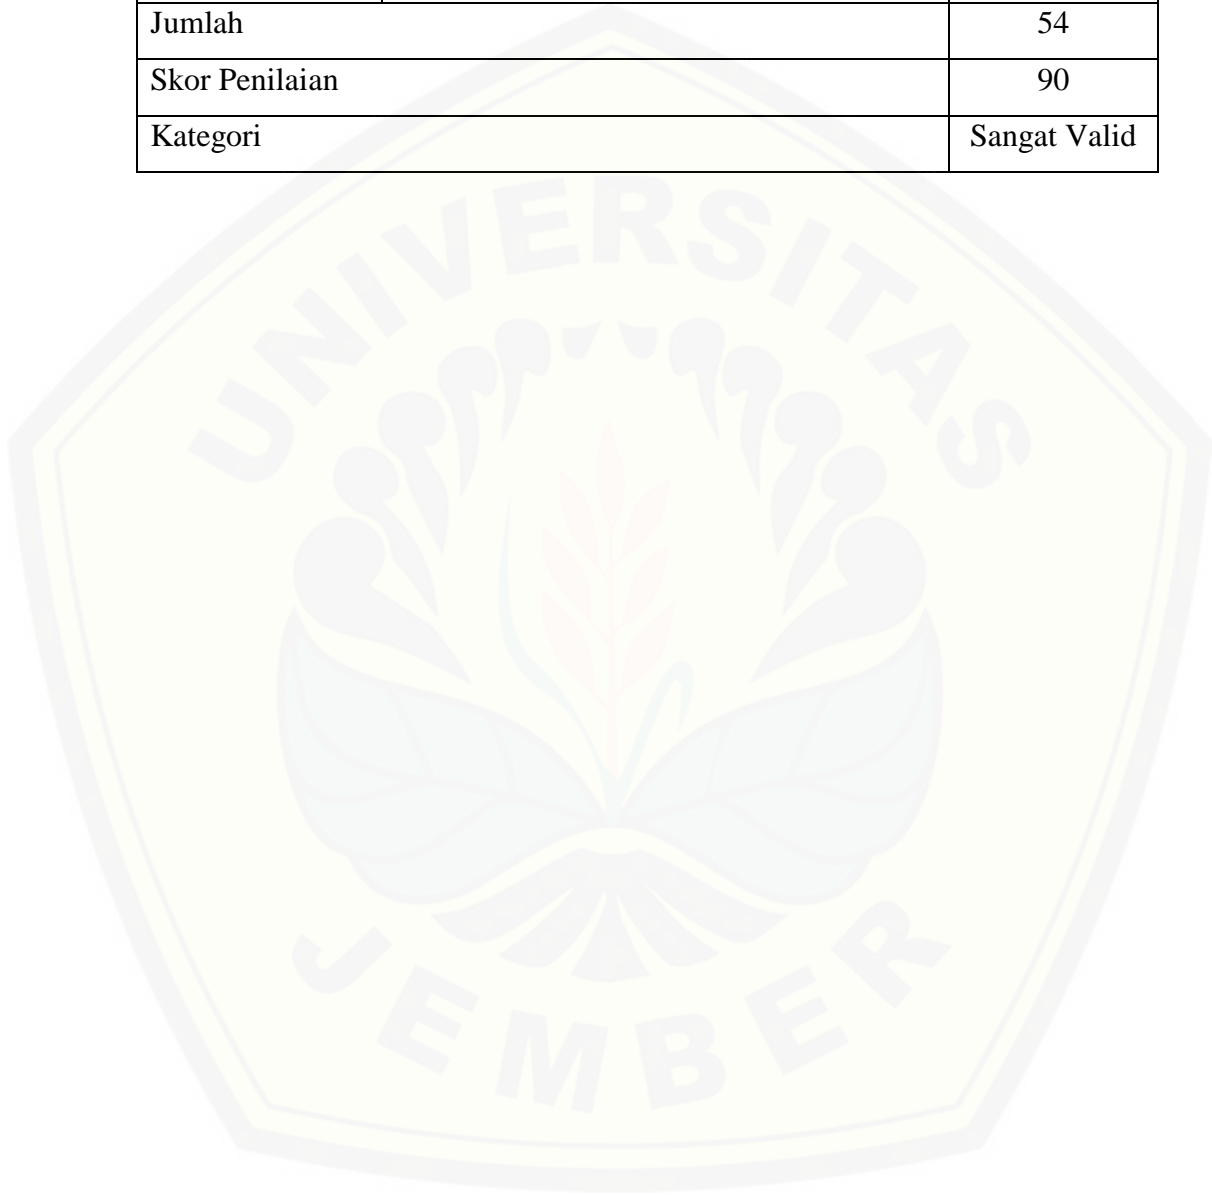 Jumlah 54
Skor Penilaian 90
Kategori Sangat Valid
UNIVERSITAS
JEMBER